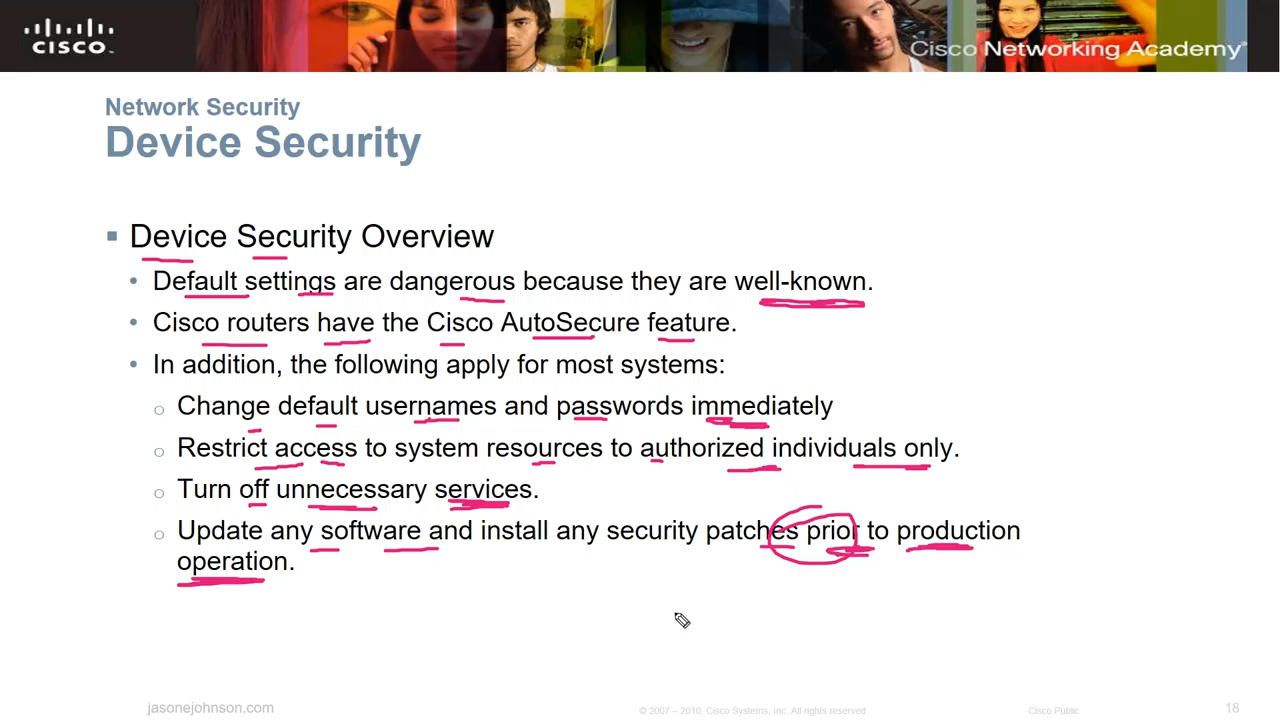 CISCO
Cisco Networking Academy
Network Security
Device Security
Device Security Overview
Default settings are dangerous because they are well-known.
Cisco routers have the Cisco AutoSecure feature.
In addition, the following apply for most systems:
Change default usernames and passwords immediately
Restrict access to system resources to authorized individuals only.
Turn off unnecessary services.
Update any software and install any security patches prior to production
operation.
jasonejohnson.com
© 2007 – 2010, Cisco Systems, Inc. All rights reserved.
Cisco Public
18